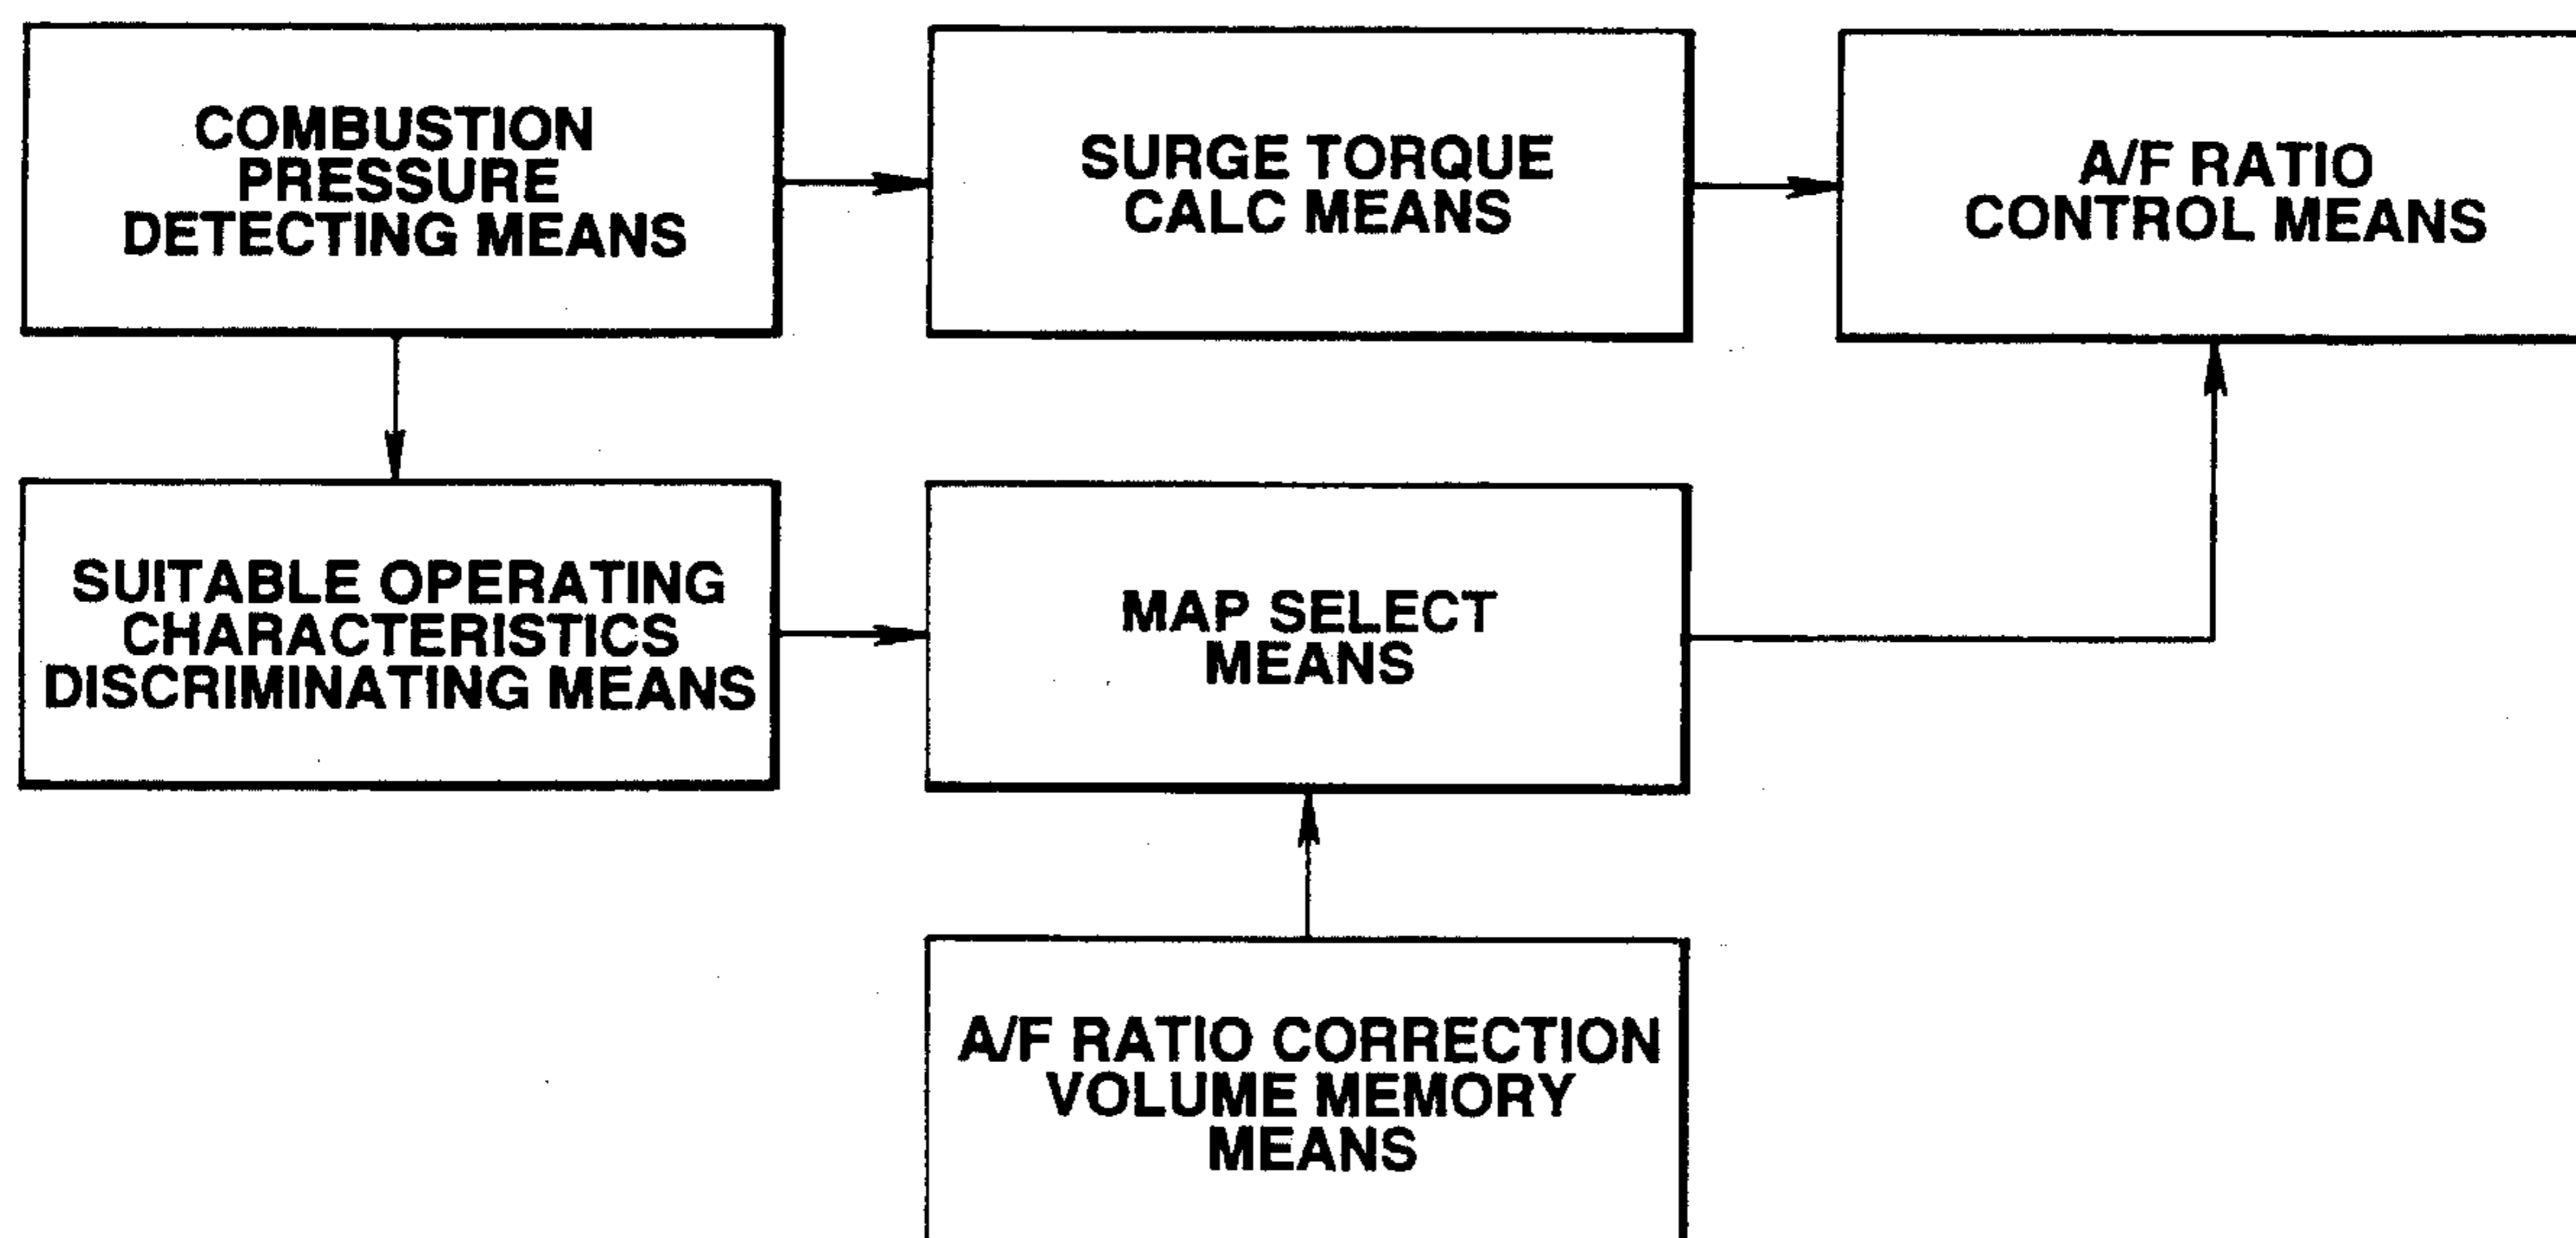 COMBUSTION
PRESSURE
DETECTING MEANS
SURGE TORQUE
CALC MEANS
A/F RATIO
CONTROL MEANS
SUITABLE OPERATING
CHARACTERISTICS
DISCRIMINATING MEANS
MAP SELECT
MEANS
A/F RATIO CORRECTION
VOLUME MEMORY
MEANS